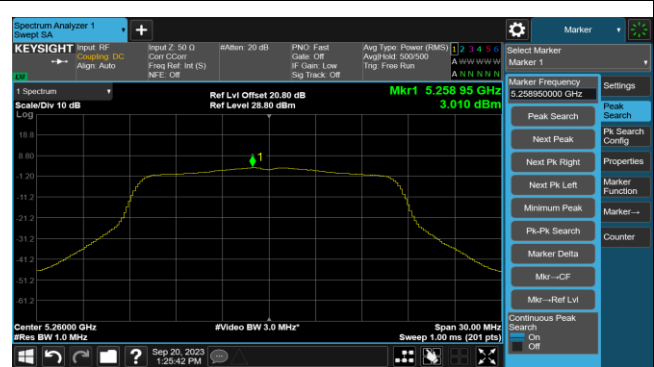 Spectrum Analyzer 1
Swept SA
+
Marker
KEYSIGHT
Input: RF
Coupling: DC
Align: Auto
Input Z: 50 Ω
Corr CCorr
Freq Ref: Int (S)
NFE: Off
#Atten: 20 dB
PNO: Fast
Gate: Off
IF Gain: Low
Sig Track: Off
Avg Type: Power (RMS)
Avg|Hold: 500/500
Trig: Free Run
1 2 3 4 5 6
A W W W W W
A N N N N N
LV
Select Marker
Marker 1
1 Spectrum
Scale/Div 10 dB
Log
Ref Lvl Offset 20.80 dB
Ref Level 28.80 dBm
Mkr1 5.258 95 GHz
3.010 dBm
18.8
8.80
-1.20
-11.2
-21.2
-31.2
-41.2
-51.2
-61.2
1
Center 5.26000 GHz
#Res BW 1.0 MHz
#Video BW 3.0 MHz*
Span 30.00 MHz
Sweep 1.00 ms (201 pts)
Marker Frequency
5.258950000 GHz
Peak Search
Next Peak
Next Pk Right
Next Pk Left
Minimum Peak
Pk-Pk Search
Marker Delta
Mkr→CF
Mkr→Ref Lvl
Continuous Peak
Search
On
Off
Settings
Peak
Search
Pk Search
Config
Properties
Marker
Function
Marker→
Counter
?
Sep 20, 2023
1:25:42 PM